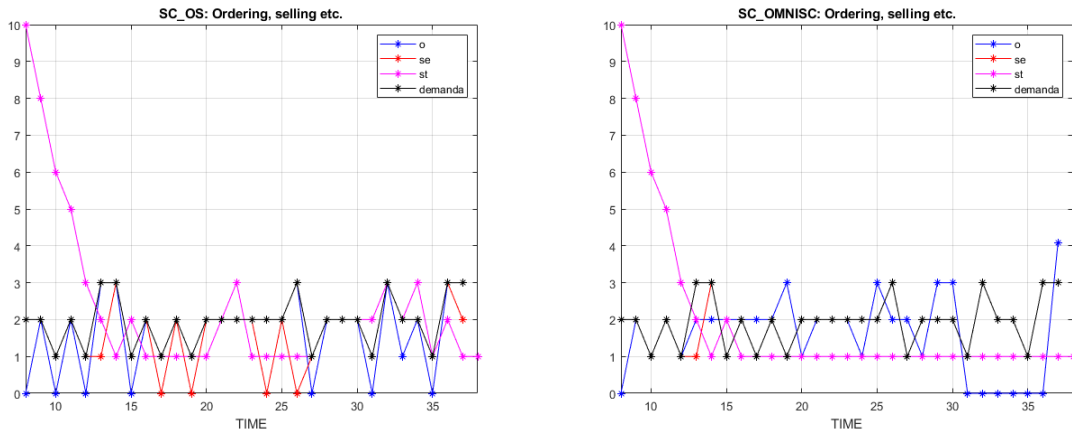 SC_OS: Ordering, selling etc.
10
9
8
7
6
5
4
3
2
1
0
10
15
20
25
30
35
TIME
o
se
st
demanda
SC_OMNISC: Ordering, selling etc.
10
9
8
7
6
5
4
3
2
1
0
10
15
20
25
30
35
TIME
o
se
st
demanda